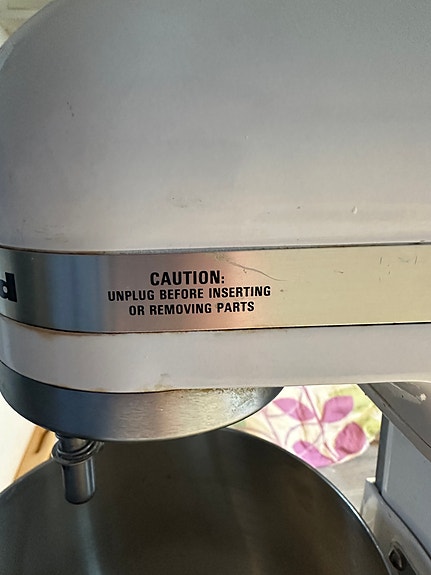 d
CAUTION:
UNPLUG BEFORE INSERTING
OR REMOVING PARTS